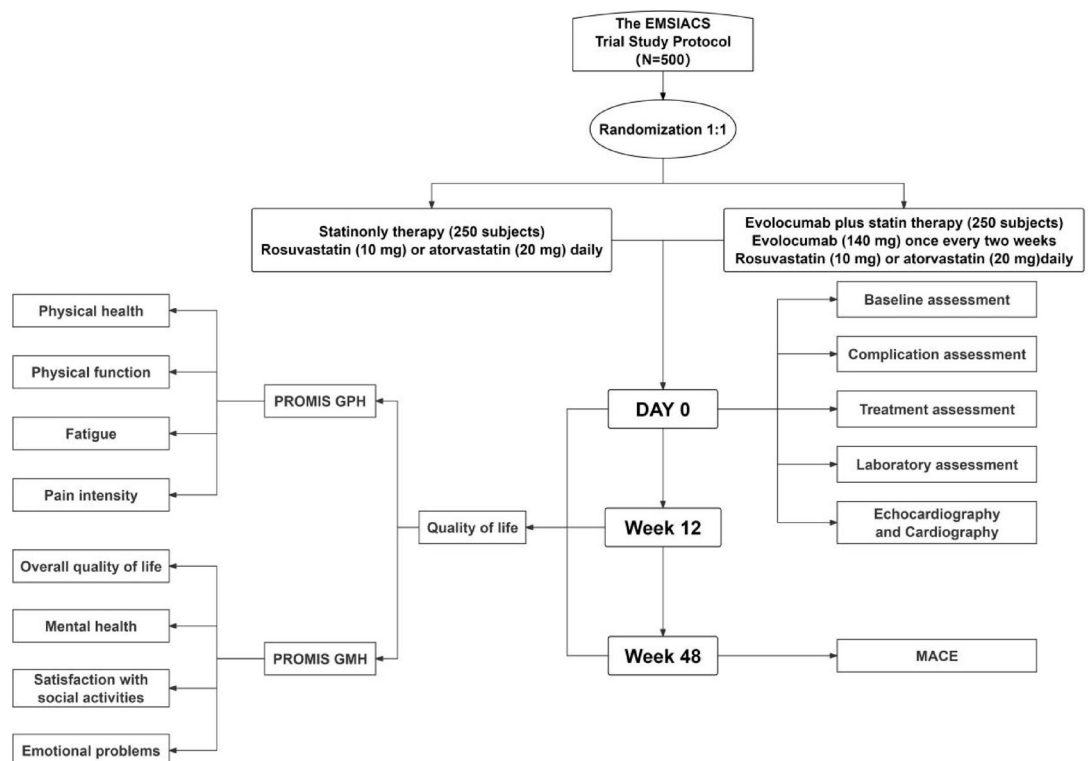 The EMSIACS
Trial Study Protocol
(N=500)
Randomization 1:1
Statinonly therapy (250 subjects)
Rosuvastatin (10 mg) or atorvastatin (20 mg) daily
Evolocumab plus statin therapy (250 subjects)
Evolocumab (140 mg) once every two weeks
Rosuvastatin (10 mg) or atorvastatin (20 mg)daily
Physical health
Physical function
Fatigue
Pain intensity
PROMIS GPH
Overall quality of life
Mental health
Satisfaction with
social activities
Emotional problems
PROMIS GMH
Quality of life
DAY 0
Week 12
Week 48
Baseline assessment
Complication assessment
Treatment assessment
Laboratory assessment
Echocardiography
and Cardiography
MACE